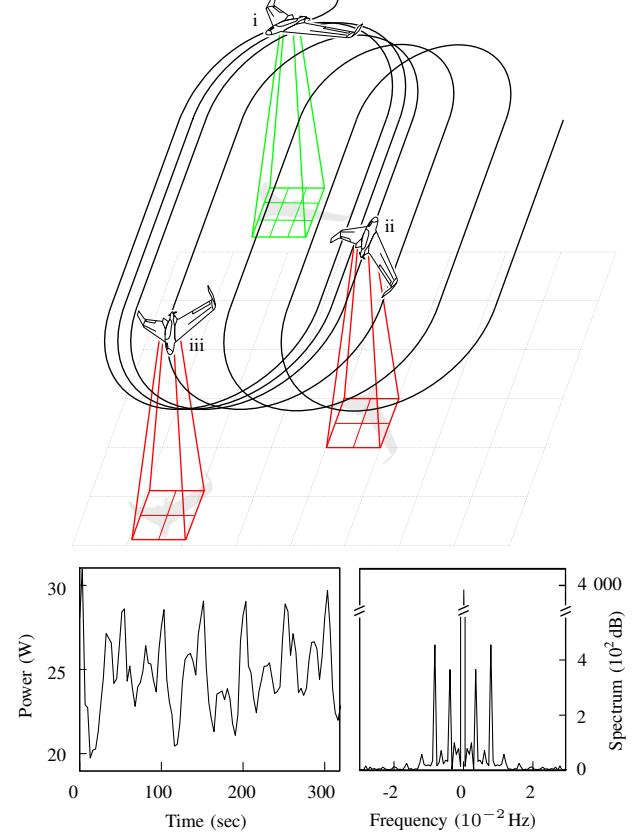 i
ii
iii
30
25
20
Power (W)
0
100
200
300
Time (sec)
4 000
4
2
0
Spectrum (10² dB)
-2
0
2
Frequency (10⁻² Hz)